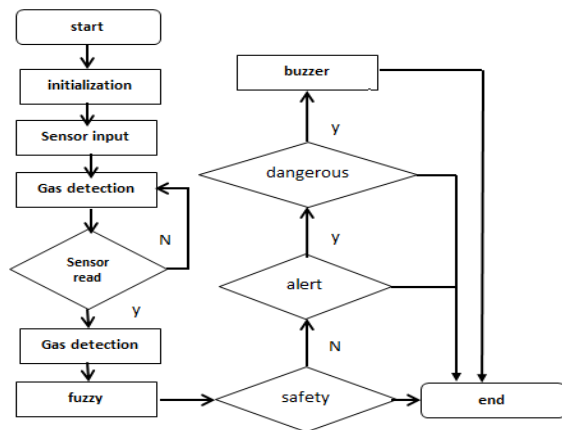 start
initialization
Sensor input
Gas detection
N
Sensor
read
y
Gas detection
fuzzy
buzzer
y
dangerous
y
alert
N
safety
end